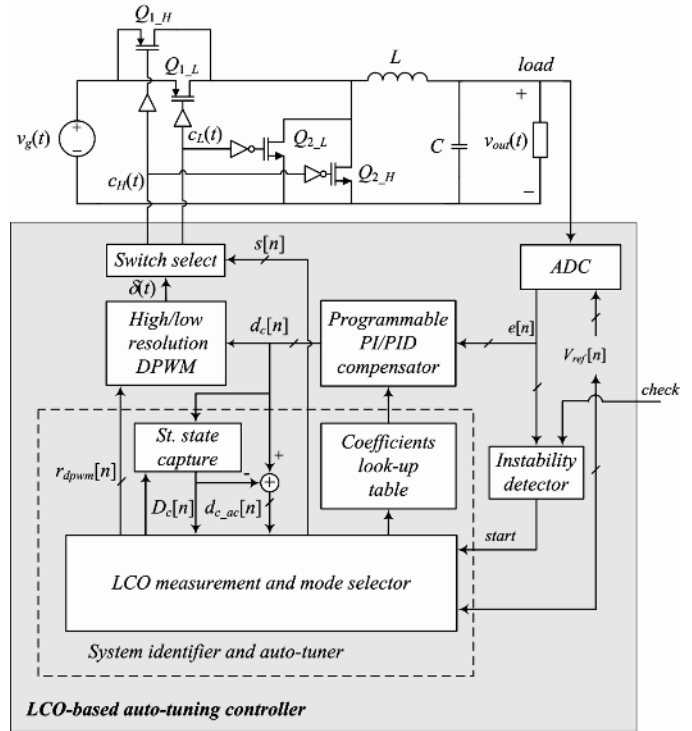 Q1_H
Q1_L
L
load
+
+
−
vg(t)
cL(t)
Q2_L
C
vout(t)
cH(t)
Q2_H
−
Switch select
s[n]
ADC
δ(t)
High/low
resolution
DPWM
dc[n]
Programmable
PI/PID
compensator
e[n]
Vref[n]
check
St. state
capture
+
-
+
Coefficients
look-up
table
Instability
detector
rdpwm[n]
Dc[n]
dc_ac[n]
start
LCO measurement and mode selector
System identifier and auto-tuner
LCO-based auto-tuning controller